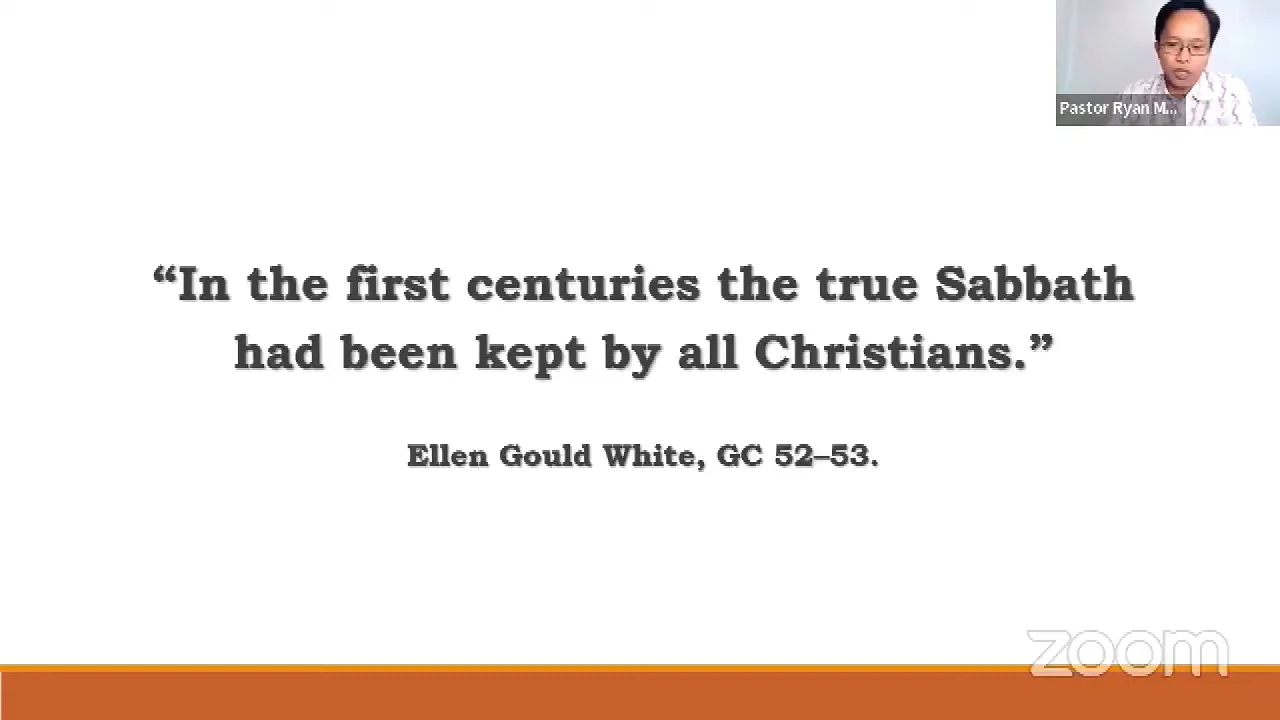 Pastor Ryan M...
“In the first centuries the true Sabbath
had been kept by all Christians.”
Ellen Gould White, GC 52–53.
zoom